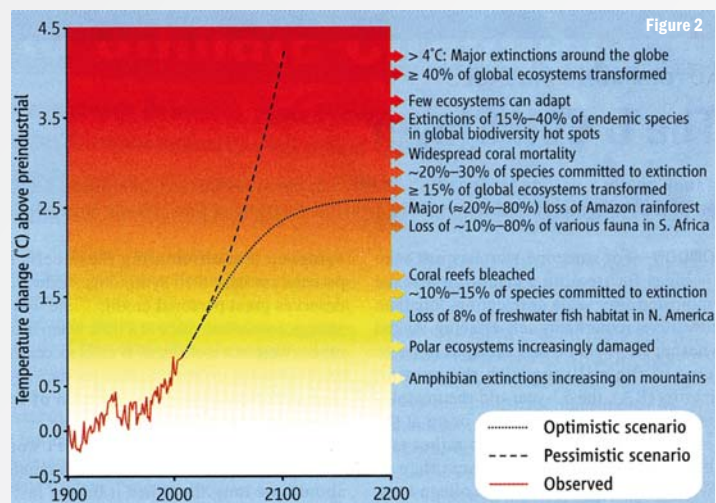 Figure 2
Temperature change (˚C) above preindustrial
4.5
3.5
2.5
1.5
0.5
0.0
−0.5
1900
2000
2100
2200
> 4˚C: Major extinctions around the globe
≥ 40% of global ecosystems transformed
Few ecosystems can adapt
Extinctions of 15%–40% of endemic species
in global biodiversity hot spots
Widespread coral mortality
~20%–30% of species committed to extinction
≥ 15% of global ecosystems transformed
Major (≈20%–80%) loss of Amazon rainforest
Loss of ~10%–80% of various fauna in S. Africa
Coral reefs bleached
~10%–15% of species committed to extinction
Loss of 8% of freshwater fish habitat in N. America
Polar ecosystems increasingly damaged
Amphibian extinctions increasing on mountains
Optimistic scenario
Pessimistic scenario
Observed